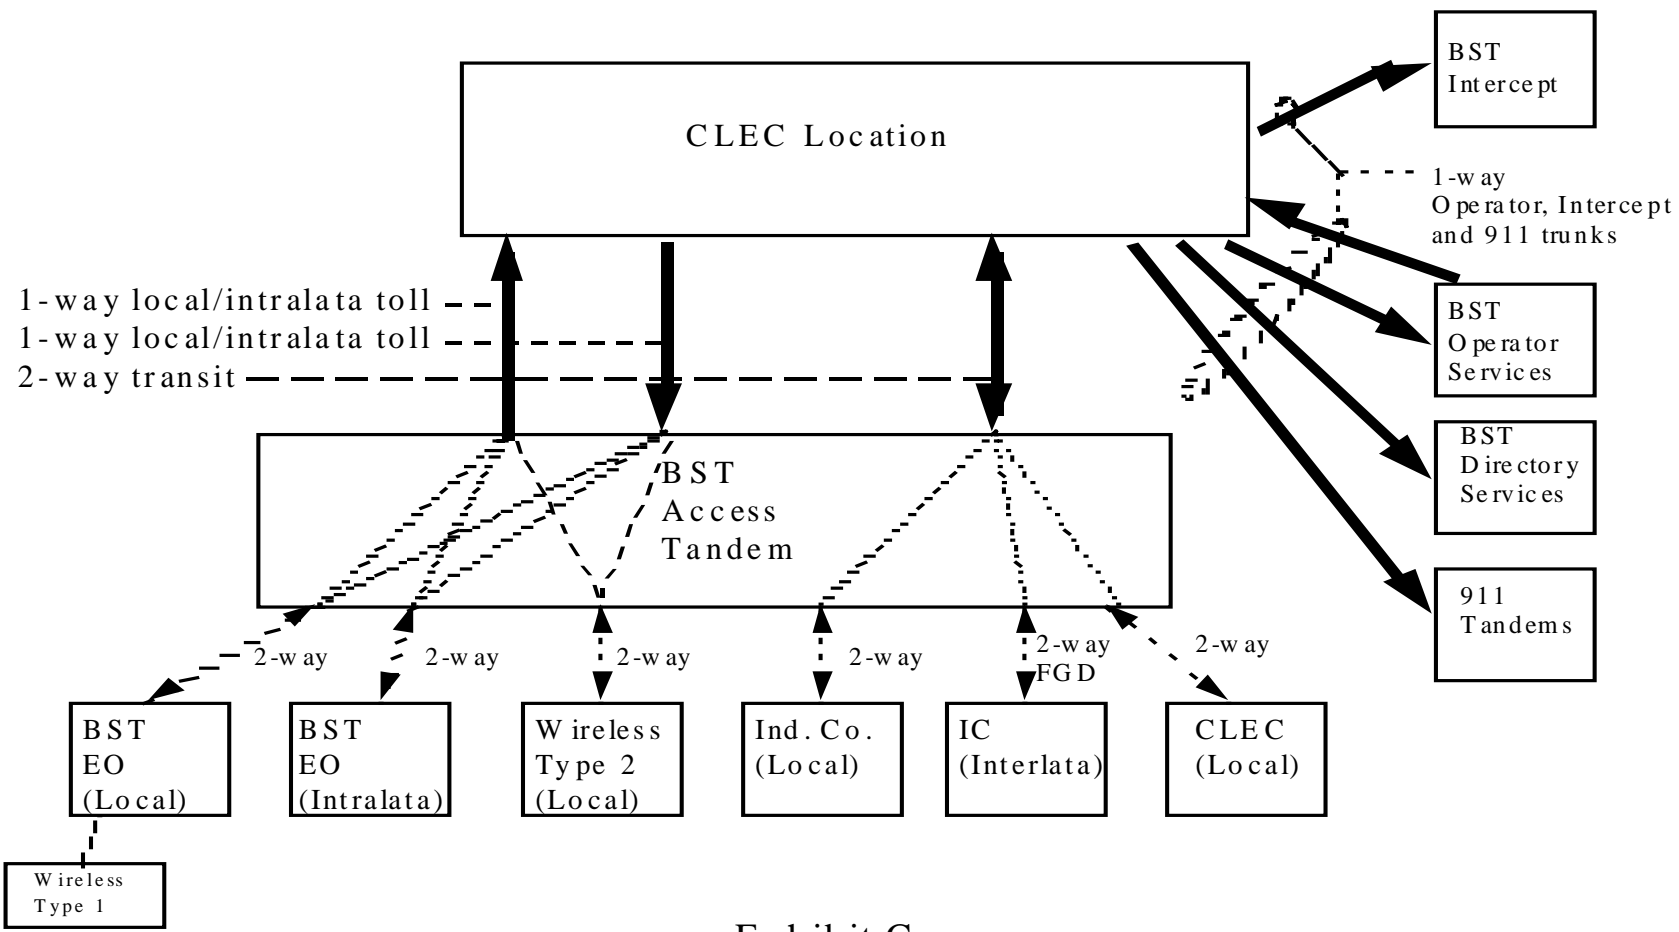 BST
Intercept
CLEC Location
1-way
Operator, Intercept
and 911 trunks
1-way local/intralata toll
1-way local/intralata toll
2-way transit
BST
Operator
Services
BST
Directory
Services
BST
Access
Tandem
911
Tandems
2-way
2-way
2-way
2-way
2-way
FGD
2-way
BST
EO
(Local)
BST
EO
(Intralata)
Wireless
Type 2
(Local)
Ind. Co.
(Local)
IC
(Interlata)
CLEC
(Local)
Wireless
Type 1
Exhibit C